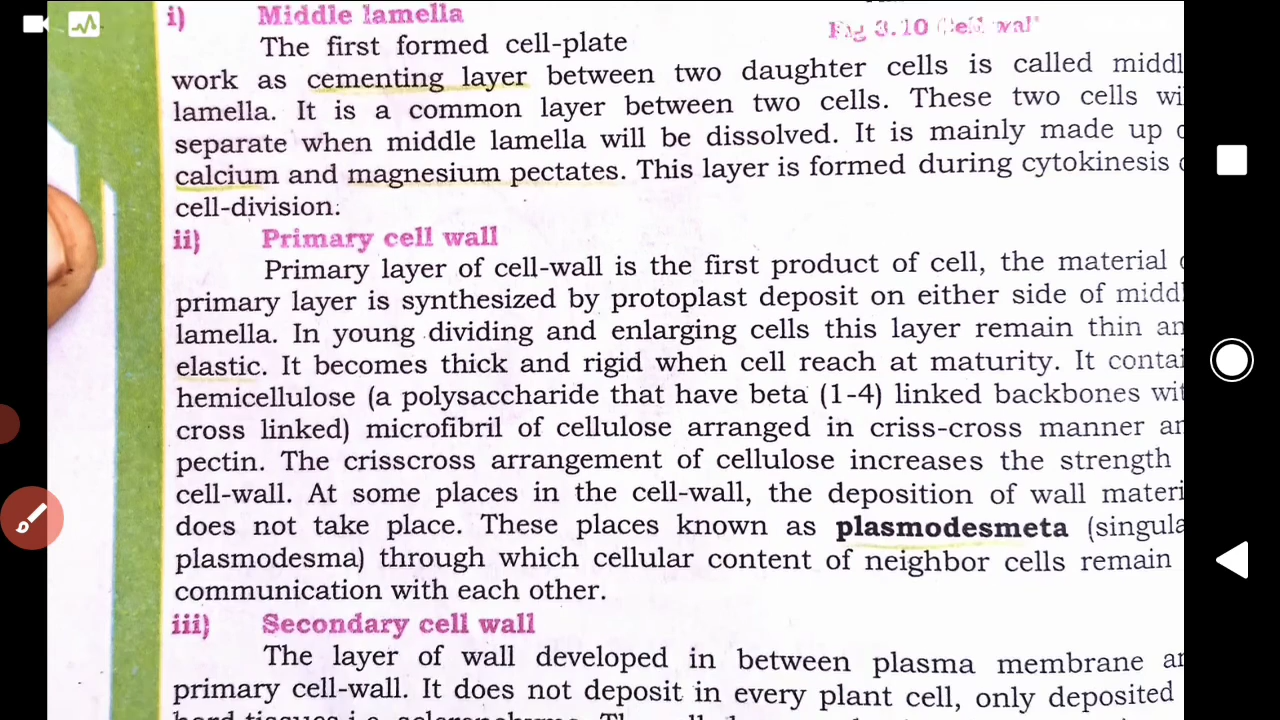 i) Middle lamella
Fig 3.10 Cell wall
The first formed cell-plate
work as cementing layer between two daughter cells is called middl
lamella. It is a common layer between two cells. These two cells wi
separate when middle lamella will be dissolved. It is mainly made up
calcium and magnesium pectates. This layer is formed during cytokinesis
cell-division.
ii) Primary cell wall
Primary layer of cell-wall is the first product of cell, the material
primary layer is synthesized by protoplast deposit on either side of middl
lamella. In young dividing and enlarging cells this layer remain thin an
elastic. It becomes thick and rigid when cell reach at maturity. It contai
hemicellulose (a polysaccharide that have beta (1-4) linked backbones wit
cross linked) microfibril of cellulose arranged in criss-cross manner an
pectin. The crisscross arrangement of cellulose increases the strength
cell-wall. At some places in the cell-wall, the deposition of wall materi
does not take place. These places known as plasmodesmeta (singula
plasmodesma) through which cellular content of neighbor cells remain
communication with each other.
iii) Secondary cell wall
The layer of wall developed in between plasma membrane an
primary cell-wall. It does not deposit in every plant cell, only deposited